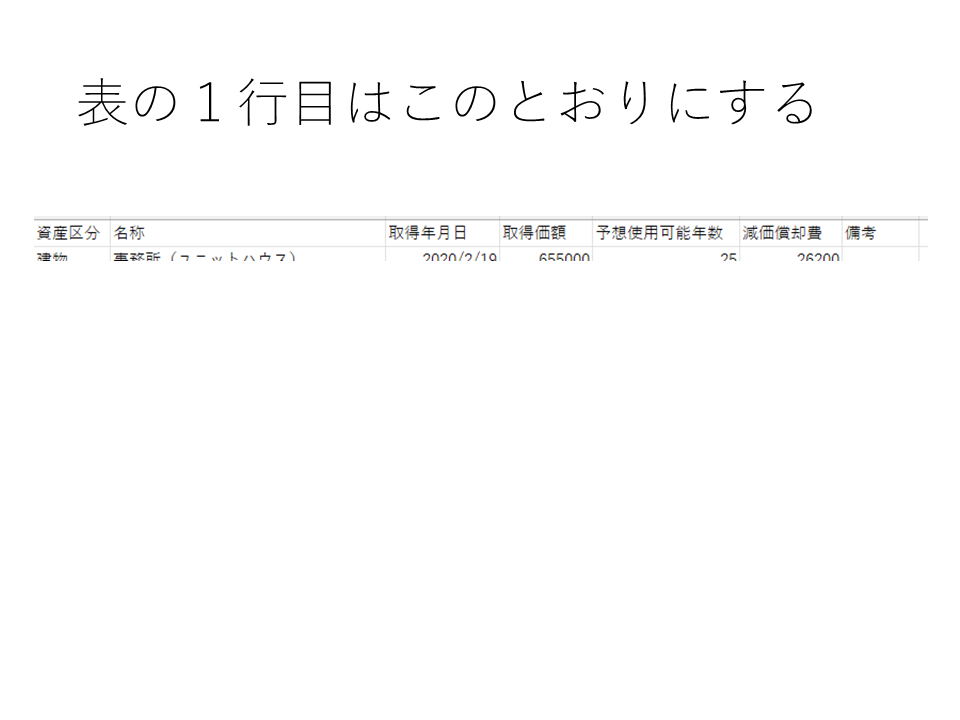 表の１行目はこのとおりにする
資産区分 名称 取得年月日 取得価額 予想使用可能年数 減価償却費 備考
建物 事務所（ユニットハウス） 2020/2/19 655000 25 26200